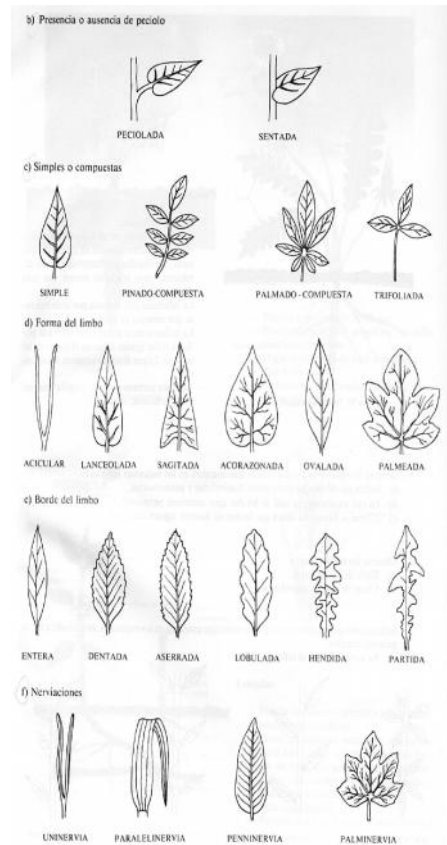 b) Presencia o ausencia de peciolo
PECIOLADA SENTADA
c) Simples o compuestas
SIMPLE PINADO-COMPUESTA PALMADO - COMPUESTA TRIFOLIADA
d) Forma del limbo
ACICULAR LANCEOLADA SAGITADA ACORAZONADA OVALADA PALMEADA
e) Borde del limbo
ENTERA DENTADA ASERRADA LOBULADA HENDIDA PARTIDA
f) Nerviaciones
UNINERVIA PARALELINERVIA PENNINERVIA PALMINERVIA